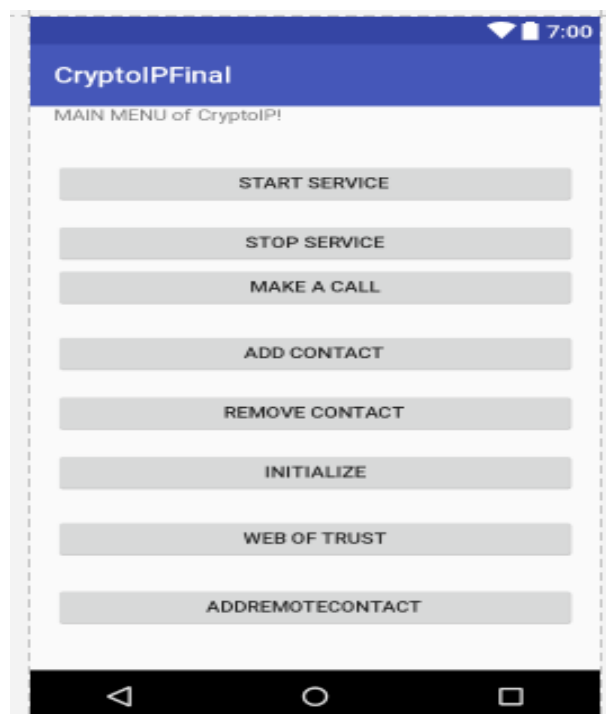 7:00
CryptoIPFinal
MAIN MENU of CryptoIP!
START SERVICE
STOP SERVICE
MAKE A CALL
ADD CONTACT
REMOVE CONTACT
INITIALIZE
WEB OF TRUST
ADDREMOTECONTACT